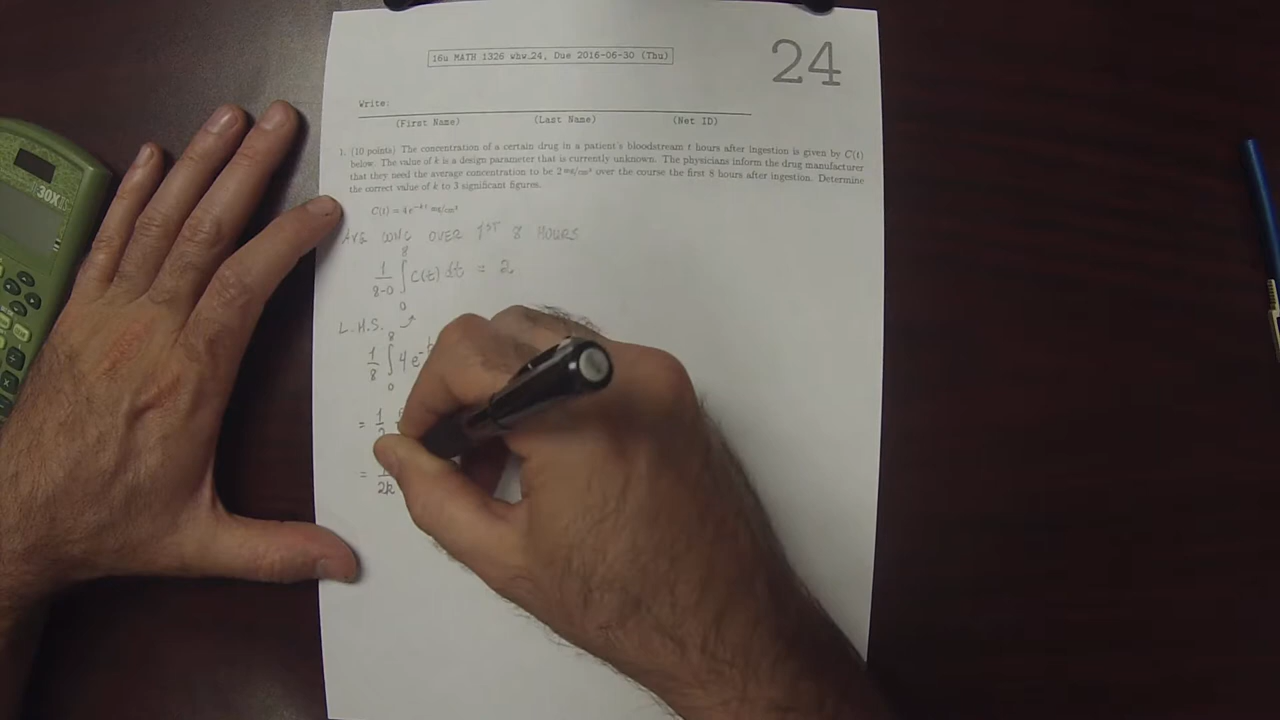 24
16u MATH 1326 whw_24, Due 2016-06-30 (Thu)
Write:
(First Name) (Last Name) (Net ID)
1. (10 points) The concentration of a certain drug in a patient's bloodstream t hours after ingestion is given by C(t)
below. The value of k is a design parameter that is currently unknown. The physicians inform the drug manufacturer
that they need the average concentration to be 2 mg/cm³ over the course the first 8 hours after ingestion. Determine
the correct value of k to 3 significant figures.
C(t) = 4e^{-kt} mg/cm³
AVG CONC OVER 1ST 8 HOURS
1/(8-0) ∫₀⁸ C(t) dt = 2
L.H.S.
1/8 ∫₀⁸ 4e^-
= 1/2
= 1/2k
30X